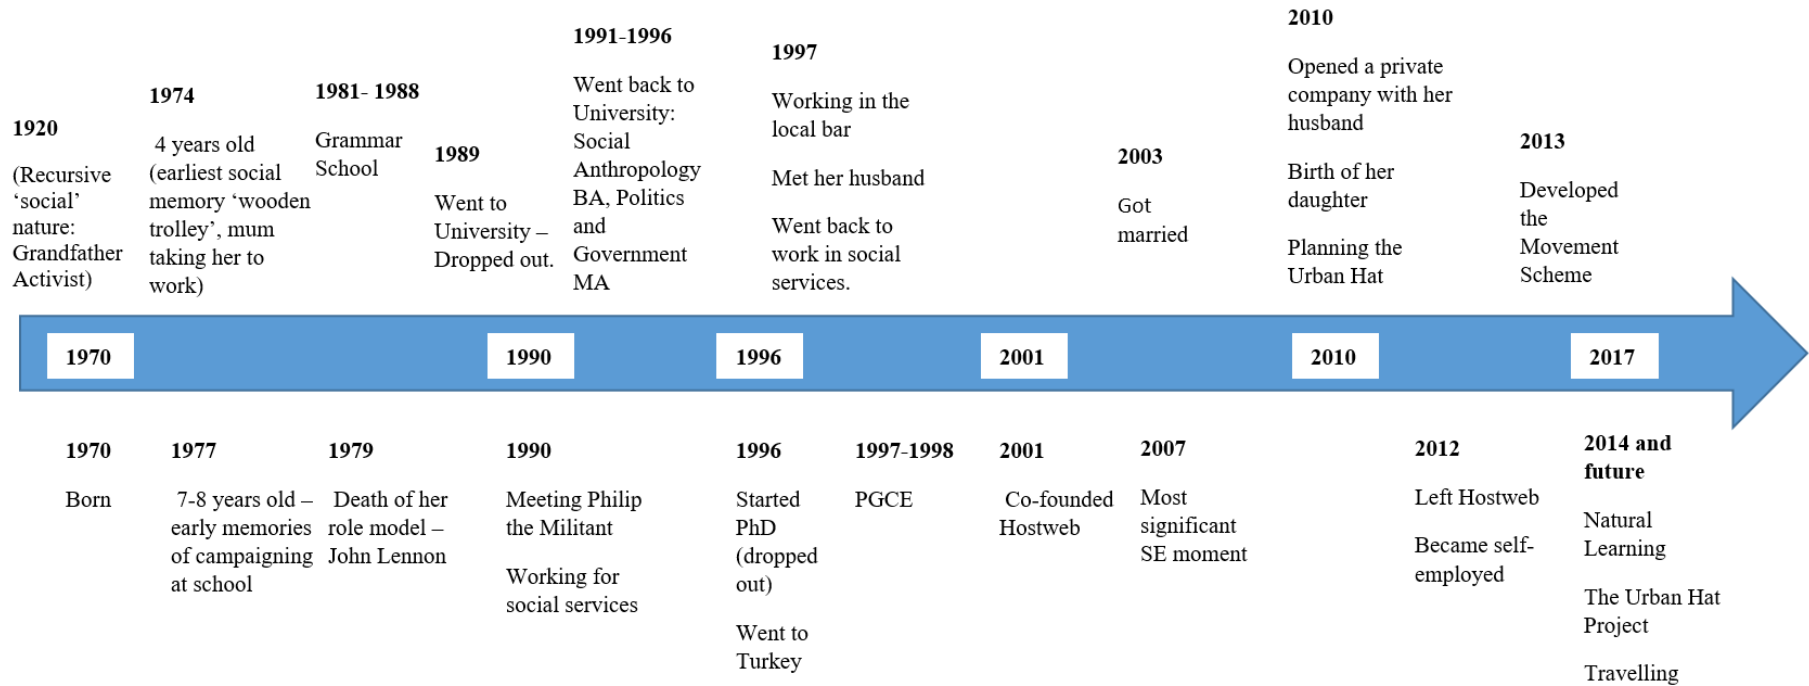 1920
(Recursive
‘social’
nature:
Grandfather
Activist)
1974
4 years old
(earliest social
memory ‘wooden
trolley’, mum
taking her to
work)
1981- 1988
Grammar
School
1989
Went to
University –
Dropped out.
1991-1996
Went back to
University:
Social
Anthropology
BA, Politics
and
Government
MA
1997
Working in the
local bar
Met her husband
Went back to
work in social
services.
2003
Got
married
2010
Opened a private
company with her
husband
Birth of her
daughter
Planning the
Urban Hat
2013
Developed
the
Movement
Scheme
1970
1990
1996
2001
2010
2017
1970
Born
1977
7-8 years old –
early memories
of campaigning
at school
1979
Death of her
role model –
John Lennon
1990
Meeting Philip
the Militant
Working for
social services
1996
Started
PhD
(dropped
out)
Went to
Turkey
1997-1998
PGCE
2001
Co-founded
Hostweb
2007
Most
significant
SE moment
2012
Left Hostweb
Became self-
employed
2014 and
future
Natural
Learning
The Urban Hat
Project
Travelling